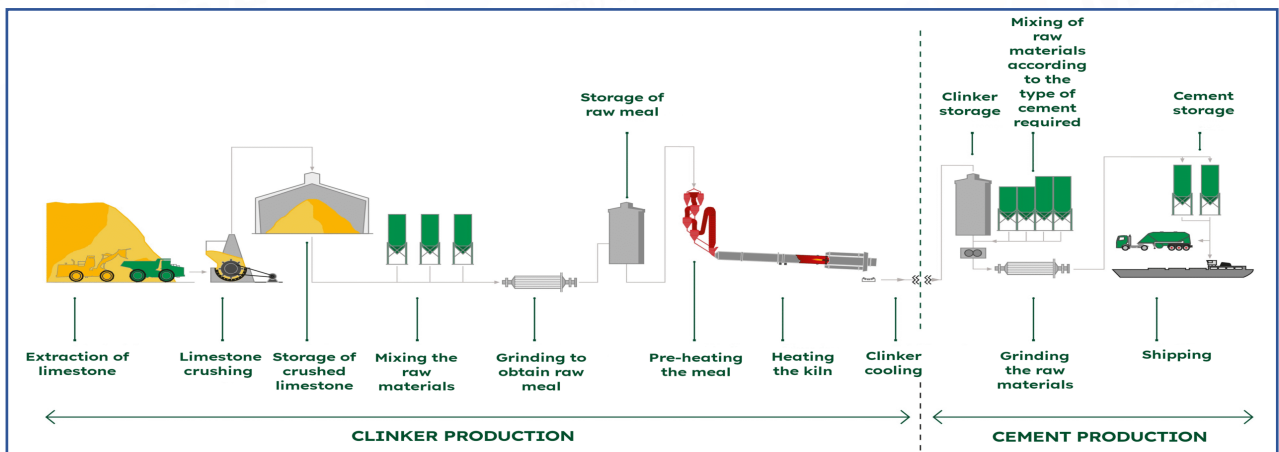 Mixing of
raw
materials
according
to the
type of
cement
required
Storage of
raw meal
Clinker
storage
Cement
storage
Extraction of
limestone
Limestone
crushing
Storage of
crushed
limestone
Mixing the
raw
materials
Grinding to
obtain raw
meal
Pre-heating
the meal
Heating
the kiln
Clinker
cooling
Grinding
the raw
materials
Shipping
CLINKER PRODUCTION
CEMENT PRODUCTION